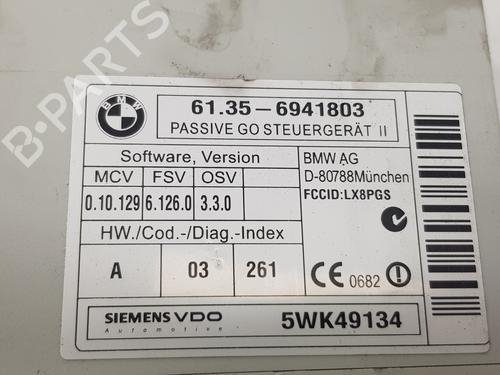 B-PARTS
BMW
61.35 - 6941803
PASSIVE GO STEUERGERÄT II
Software, Version
MCV FSV OSV
0.10.129 6.126.0 3.3.0
HW./Cod.-/Diag.-Index
A 03 261
BMW AG
D-80788München
FCCID:LX8PGS
CE 0682
SIEMENS VDO
Automotive
5WK49134